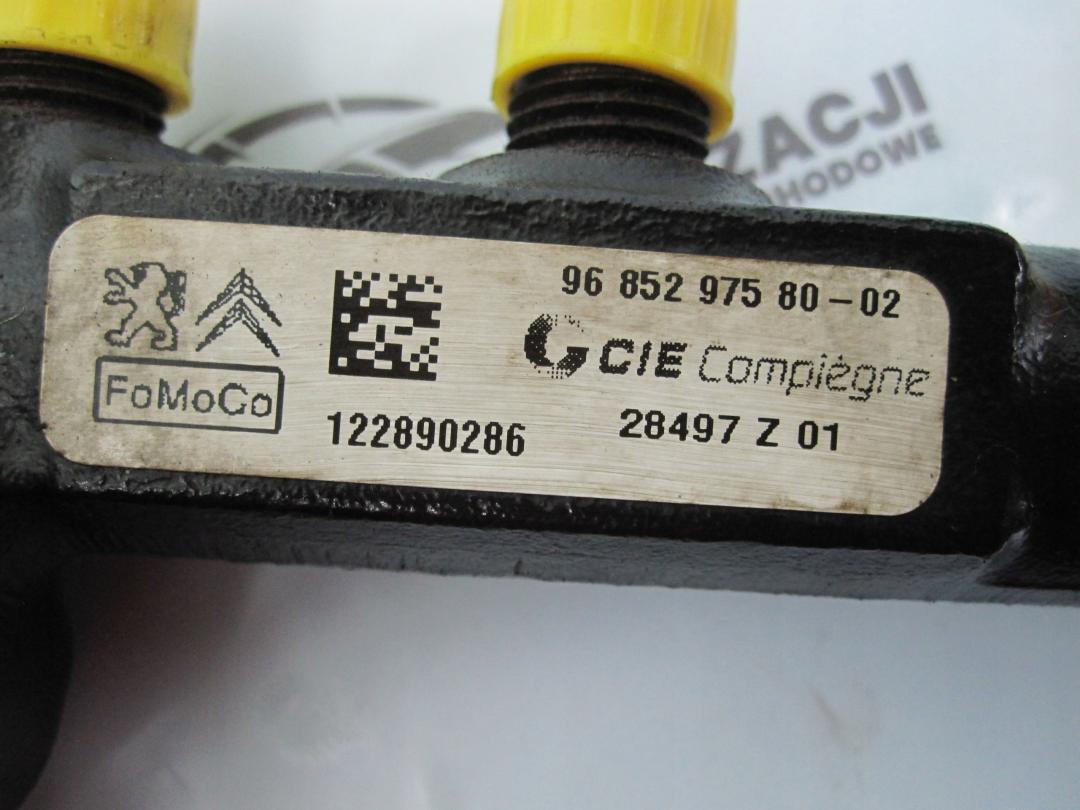 ZACJI
HODOWE
96 852 975 80-02
CIE Compiègne
FoMoCo
122890286
28497 Z 01